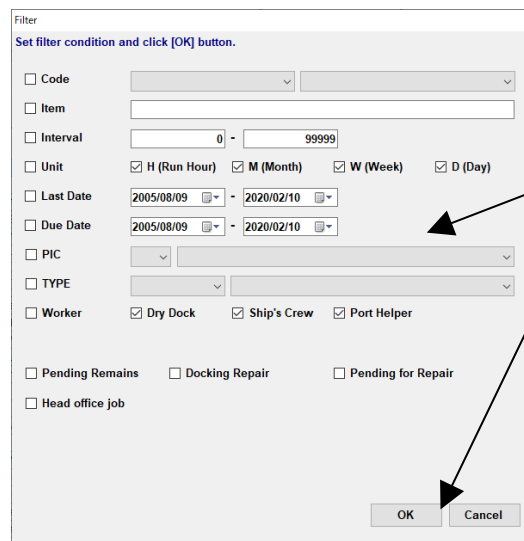 Filter
Set filter condition and click [OK] button.
Code
Item
Interval 0 - 99999
Unit H (Run Hour) M (Month) W (Week) D (Day)
Last Date 2005/08/09 - 2020/02/10
Due Date 2005/08/09 - 2020/02/10
PIC
TYPE
Worker Dry Dock Ship's Crew Port Helper
Pending Remains Docking Repair Pending for Repair
Head office job
OK Cancel